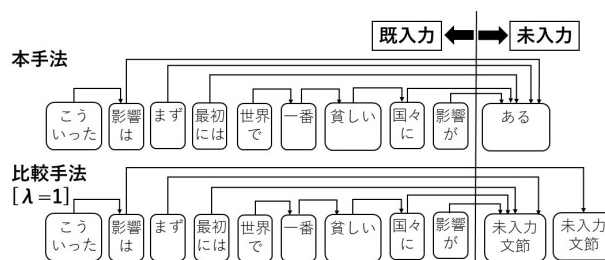 既入力 未入力
本手法
こう
いった
影響
は
まず
最初
には
世界
で
一番
貧しい
国々
に
影響
が
ある
比較手法
[λ=1]
こう
いった
影響
は
まず
最初
には
世界
で
一番
貧しい
国々
に
影響
が
未入力
文節
未入力
文節